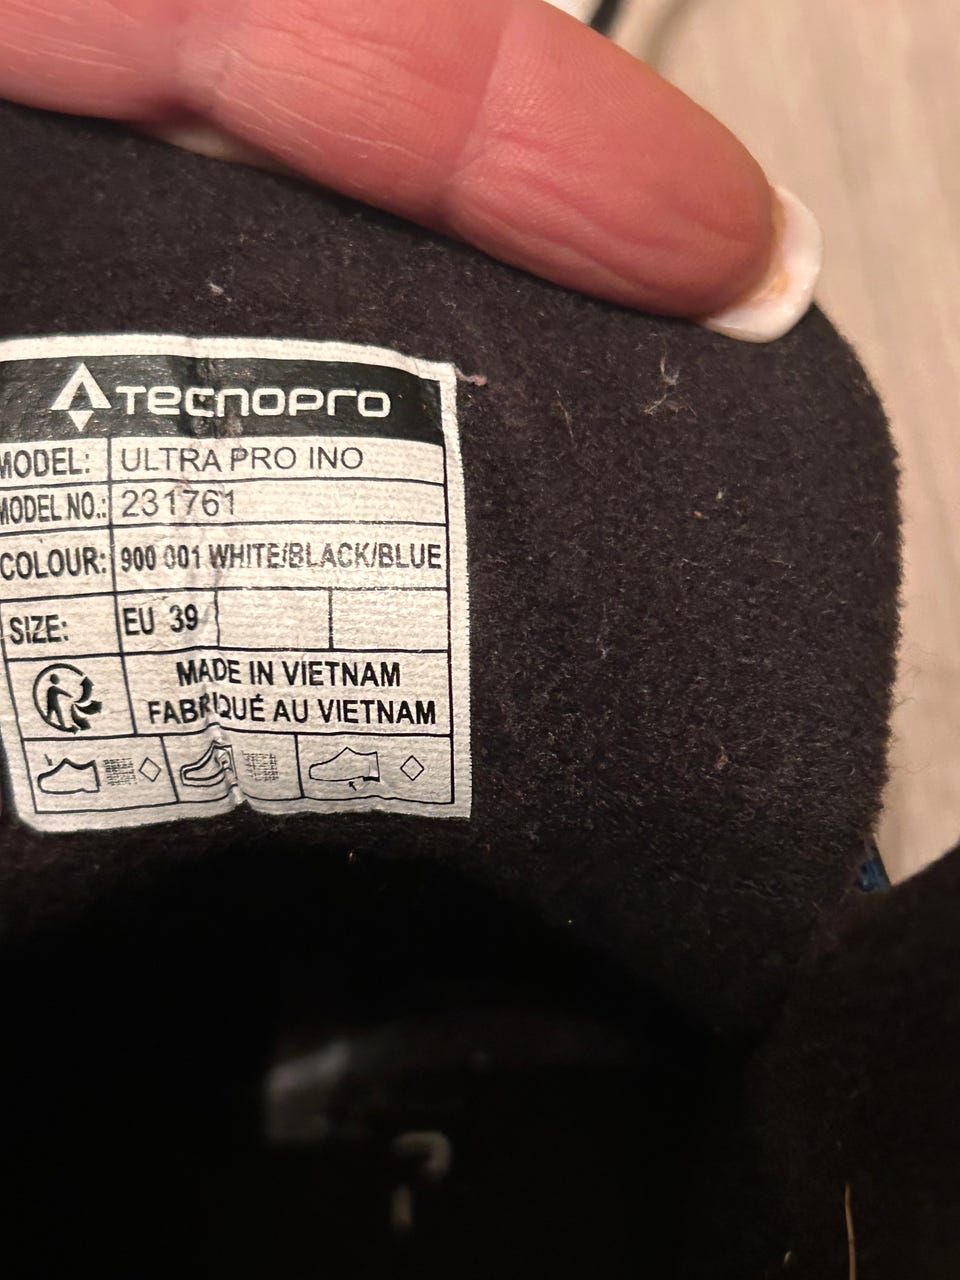 TECNOPRO
MODEL: ULTRA PRO INO
MODEL NO.: 231761
COLOUR: 900 001 WHITE/BLACK/BLUE
SIZE: EU 39
MADE IN VIETNAM
FABRIQUÉ AU VIETNAM